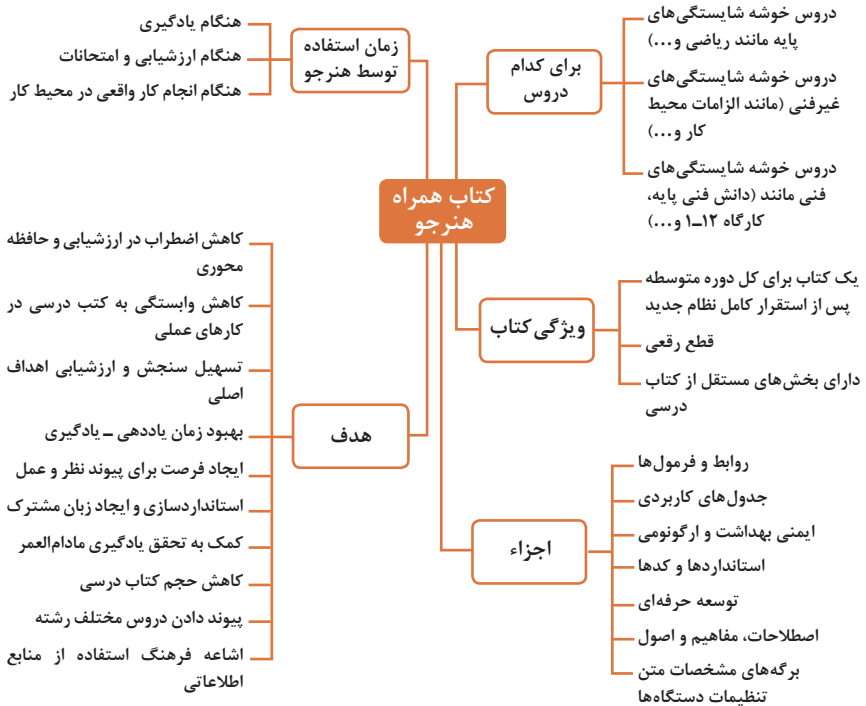 کتاب همراه
هنرجو
برای کدام
دروس
دروس خوشه شایستگی‌های
پایه مانند ریاضی و...)
دروس خوشه شایستگی‌های
غیرفنی (مانند الزامات محیط
کار و...)
دروس خوشه شایستگی‌های
فنی مانند (دانش فنی پایه،
کارگاه ۱۲ـ۱ و...)
ویژگی کتاب
یک کتاب برای کل دوره متوسطه
پس از استقرار کامل نظام جدید
قطع رقعی
دارای بخش‌های مستقل از کتاب
درسی
اجزاء
روابط و فرمول‌ها
جدول‌های کاربردی
ایمنی بهداشت و ارگونومی
استانداردها و کدها
توسعه حرفه‌ای
اصطلاحات، مفاهیم و اصول
برگه‌های مشخصات متن
تنظیمات دستگاه‌ها
زمان استفاده
توسط هنرجو
هنگام یادگیری
هنگام ارزشیابی و امتحانات
هنگام انجام کار واقعی در محیط کار
هدف
کاهش اضطراب در ارزشیابی و حافظه
محوری
کاهش وابستگی به کتب درسی در
کارهای عملی
تسهیل سنجش و ارزشیابی اهداف
اصلی
بهبود زمان یاددهی ـ یادگیری
ایجاد فرصت برای پیوند نظر و عمل
استانداردسازی و ایجاد زبان مشترک
کمک به تحقق یادگیری مادام‌العمر
کاهش حجم کتاب درسی
پیوند دادن دروس مختلف رشته
اشاعه فرهنگ استفاده از منابع
اطلاعاتی